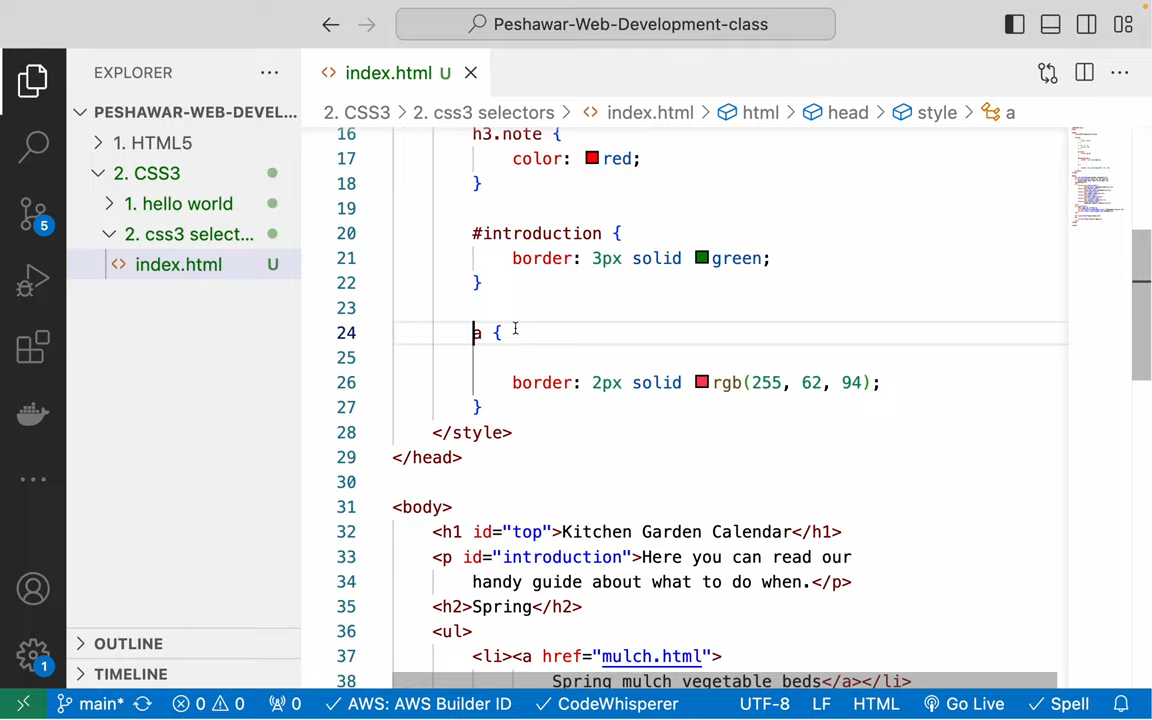 Peshawar-Web-Development-class
EXPLORER
index.html U
PESHAWAR-WEB-DEVEL...
2. CSS3 > 2. css3 selectors > index.html > html > head > style > a
1. HTML5
2. CSS3
1. hello world
2. css3 select...
index.html U
5
16 h3.note {
17 color: red;
18 }
19
20 #introduction {
21 border: 3px solid green;
22 }
23
24 a {
25
26 border: 2px solid rgb(255, 62, 94);
27 }
28 </style>
29 </head>
30
31 <body>
32 <h1 id="top">Kitchen Garden Calendar</h1>
33 <p id="introduction">Here you can read our
34 handy guide about what to do when.</p>
35 <h2>Spring</h2>
36 <ul>
37 <li><a href="mulch.html">
38 Spring mulch vegetable beds</a></li>
OUTLINE
TIMELINE
1
main* 0 0 0 AWS: AWS Builder ID CodeWhisperer UTF-8 LF HTML Go Live Spell